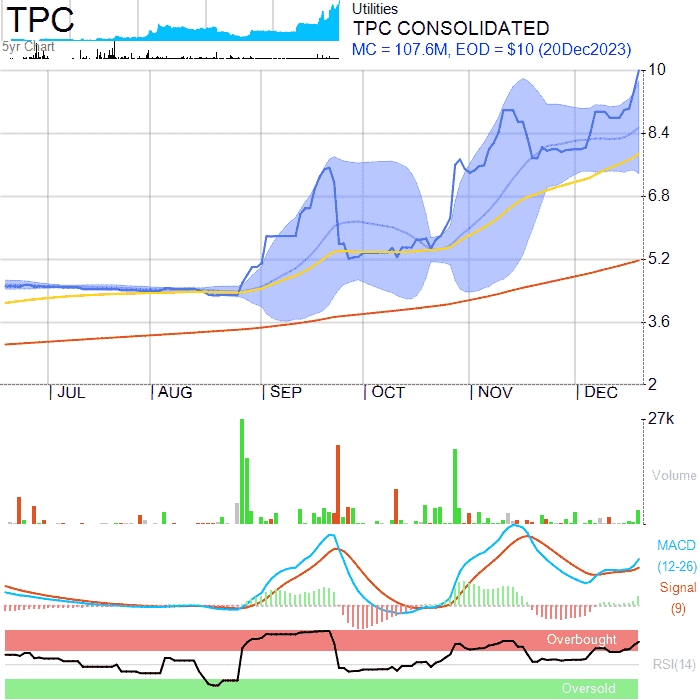 TPC
5yr Chart
Utilities
TPC CONSOLIDATED
MC = 107.6M, EOD = $10 (20Dec2023)
10
8.4
6.8
5.2
3.6
2
JUL AUG SEP OCT NOV DEC
27k
Volume
MACD
(12-26)
Signal
(9)
Overbought
RSI(14)
Oversold